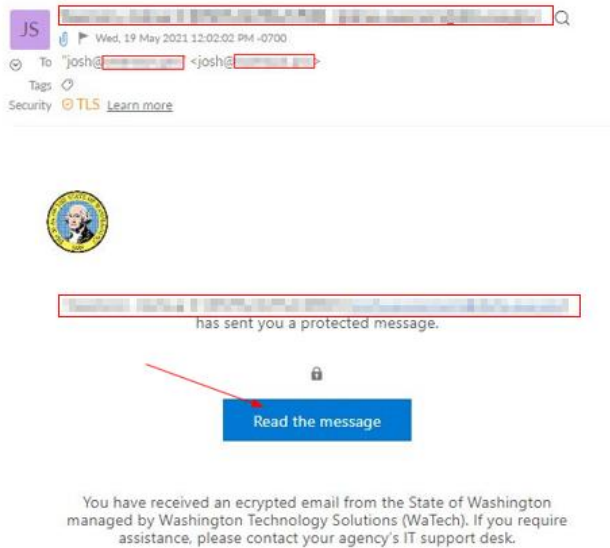 JS
Wed, 19 May 2021 12:02:02 PM -0700
To "josh@ <josh@ >
Tags
Security TLS Learn more
has sent you a protected message.
Read the message
You have received an ecrypted email from the State of Washington
managed by Washington Technology Solutions (WaTech). If you require
assistance, please contact your agency's IT support desk.